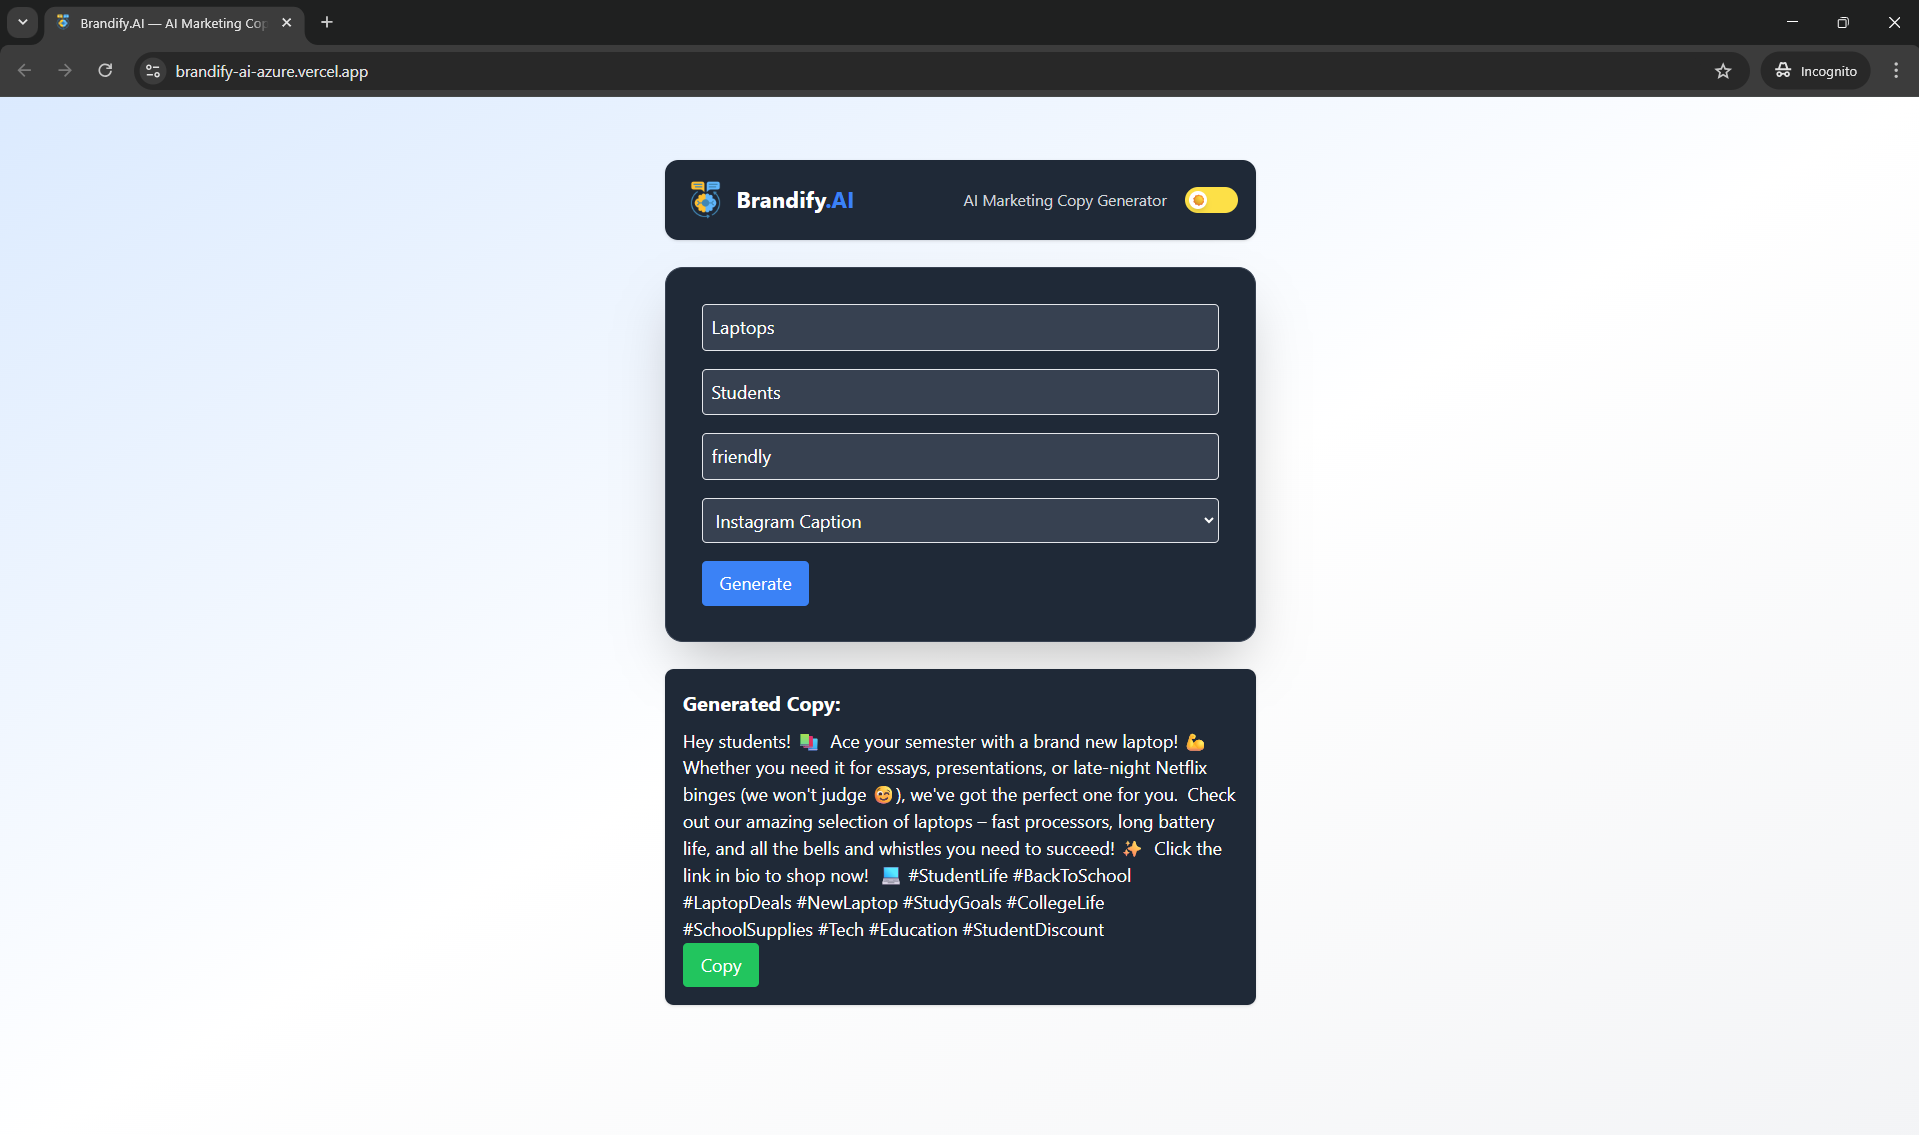 Brandify.AI — AI Marketing Cop
brandify-ai-azure.vercel.app
Incognito
Brandify.AI
AI Marketing Copy Generator
Laptops
Students
friendly
Instagram Caption
Generate
Generated Copy:
Hey students! 📚 Ace your semester with a brand new laptop! 💪
Whether you need it for essays, presentations, or late-night Netflix
binges (we won't judge 😉), we've got the perfect one for you. Check
out our amazing selection of laptops – fast processors, long battery
life, and all the bells and whistles you need to succeed! ✨ Click the
link in bio to shop now! 💻 #StudentLife #BackToSchool
#LaptopDeals #NewLaptop #StudyGoals #CollegeLife
#SchoolSupplies #Tech #Education #StudentDiscount
Copy